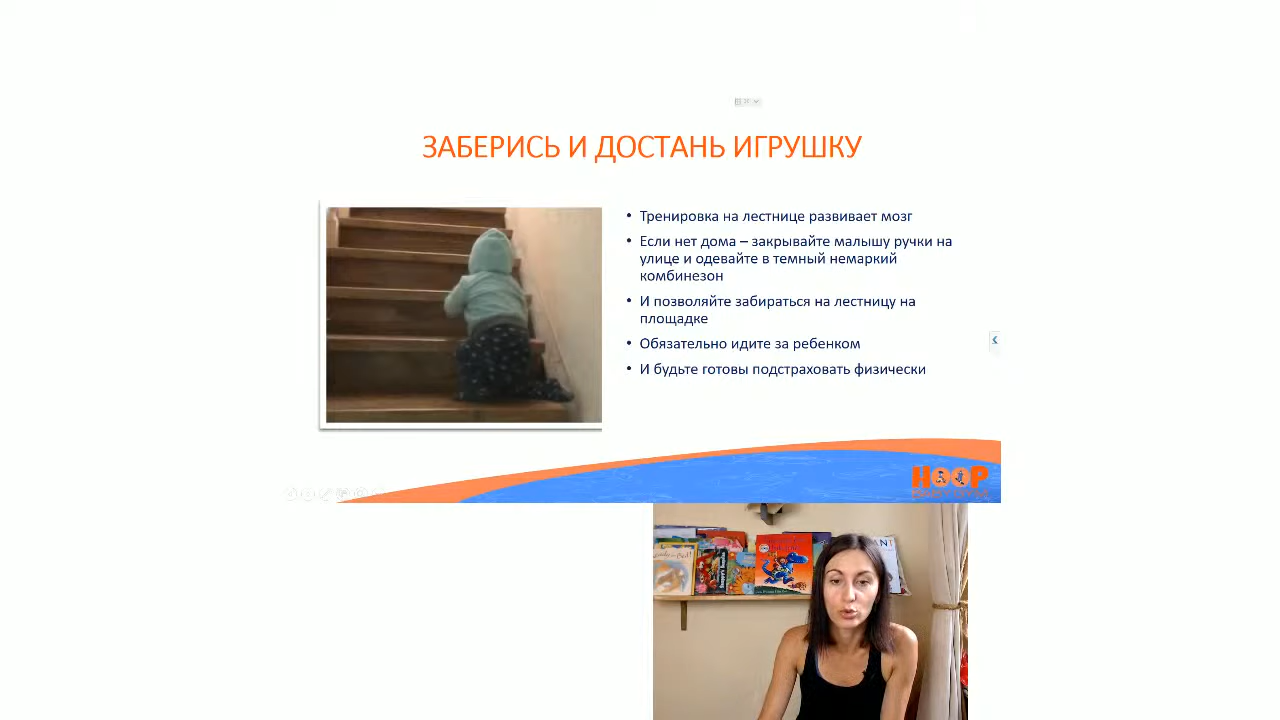 ЗАБЕРИСЬ И ДОСТАНЬ ИГРУШКУ
• Тренировка на лестнице развивает мозг
• Если нет дома – закрывайте малышу ручки на
улице и одевайте в темный немаркий
комбинезон
• И позволяйте забираться на лестницу на
площадке
• Обязательно идите за ребенком
• И будьте готовы подстраховать физически
HOOP